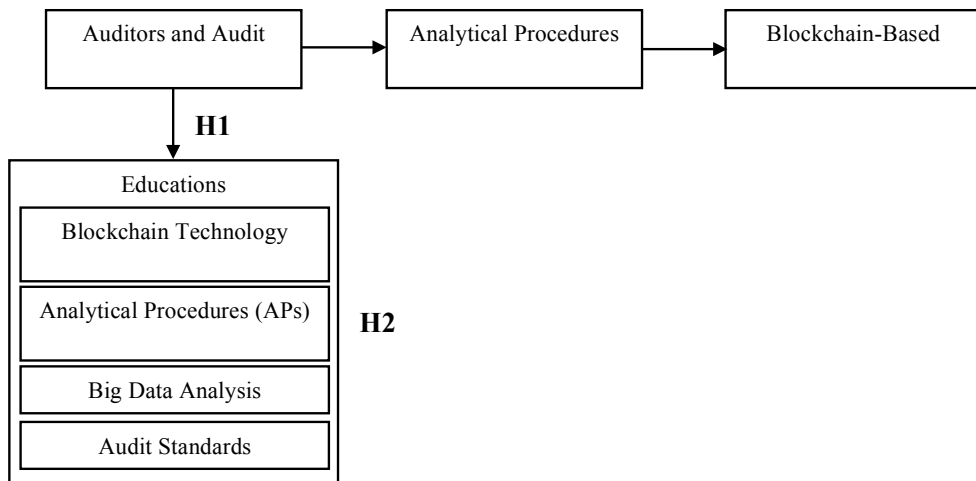 Auditors and Audit
Analytical Procedures
Blockchain-Based
H1
Educations
Blockchain Technology
Analytical Procedures (APs)
H2
Big Data Analysis
Audit Standards